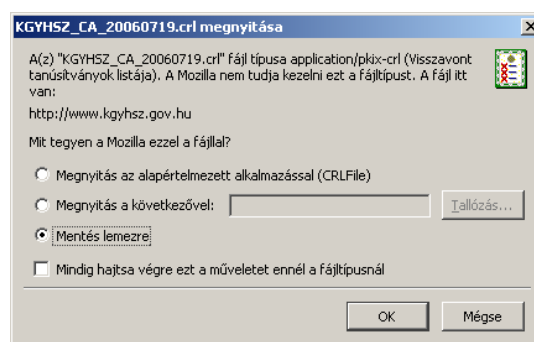 KGYHSZ_CA_20060719.crl megnyitása
A(z) "KGYHSZ_CA_20060719.crl" fájl típusa application/pkix-crl (Visszavont
tanúsítványok listája). A Mozilla nem tudja kezelni ezt a fájltípust. A fájl itt
van:
http://www.kgyhsz.gov.hu
Mit tegyen a Mozilla ezzel a fájllal?
Megnyitás az alapértelmezett alkalmazással (CRLFile)
Megnyitás a következővel:
Tallózás...
Mentés lemezre
Mindig hajtsa végre ezt a műveletet ennél a fájltípusnál
OK
Mégse